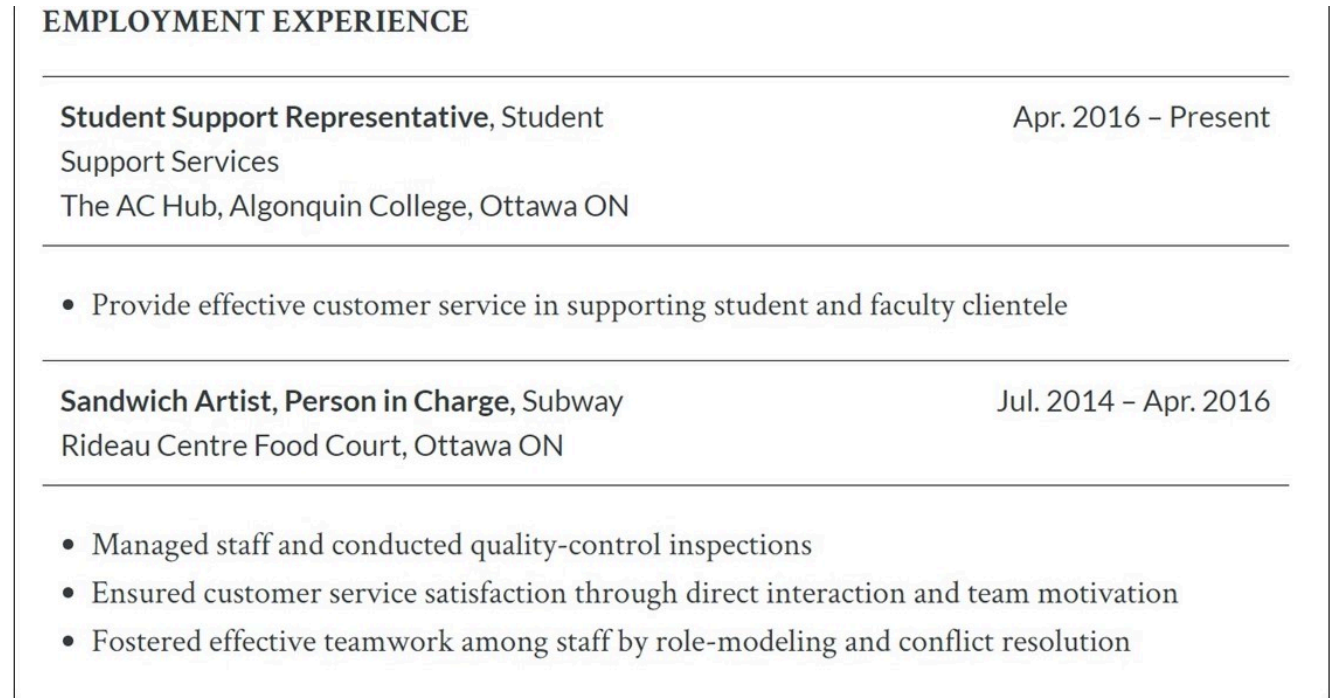 EMPLOYMENT EXPERIENCE
Student Support Representative, Student
Support Services
The AC Hub, Algonquin College, Ottawa ON
Apr. 2016 – Present
• Provide effective customer service in supporting student and faculty clientele
Sandwich Artist, Person in Charge, Subway
Rideau Centre Food Court, Ottawa ON
Jul. 2014 – Apr. 2016
• Managed staff and conducted quality-control inspections
• Ensured customer service satisfaction through direct interaction and team motivation
• Fostered effective teamwork among staff by role-modeling and conflict resolution